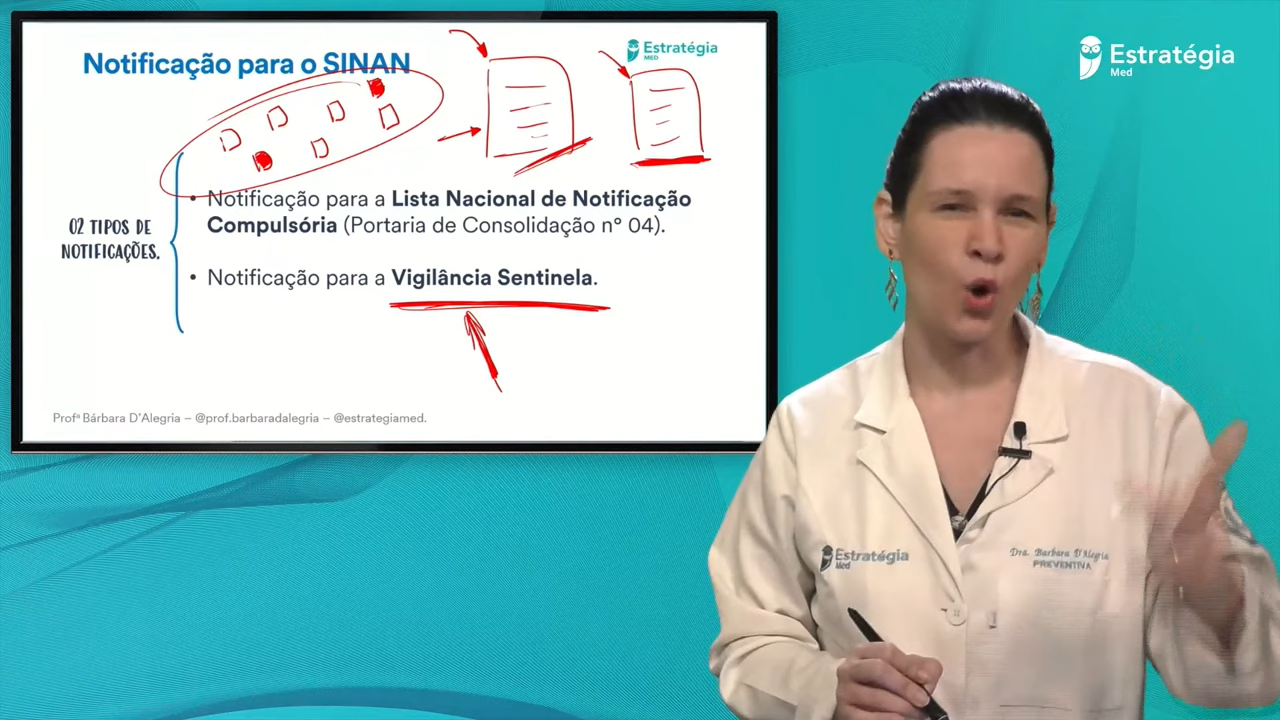 Notificação para o SINAN
Estratégia
MED
Notificação para a Lista Nacional de Notificação
Compulsória (Portaria de Consolidação nº 04).
02 TIPOS DE
NOTIFICAÇÕES.
Notificação para a Vigilância Sentinela.
Profª Bárbara D’Alegria – @prof.barbaradalegria – @estrategiamed.
Estratégia
Med
Estratégia
Med
Dra. Barbara D'Alegria
PREVENTIVA